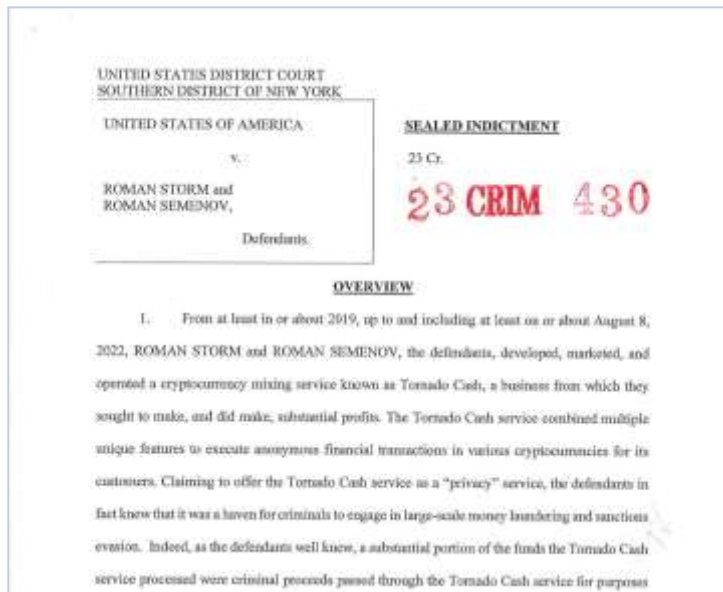 UNITED STATES DISTRICT COURT
SOUTHERN DISTRICT OF NEW YORK
UNITED STATES OF AMERICA
v.
ROMAN STORM and
ROMAN SEMENOV,
Defendants.
SEALED INDICTMENT
23 Cr.
23 CRIM 430
OVERVIEW
1. From at least in or about 2019, up to and including at least on or about August 8,
2022, ROMAN STORM and ROMAN SEMENOV, the defendants, developed, marketed, and
operated a cryptocurrency mixing service known as Tornado Cash, a business from which they
sought to make, and did make, substantial profits. The Tornado Cash service combined multiple
unique features to execute anonymous financial transactions in various cryptocurrencies for its
customers. Claiming to offer the Tornado Cash service as a “privacy” service, the defendants in
fact knew that it was a haven for criminals to engage in large-scale money laundering and sanctions
evasion. Indeed, as the defendants well knew, a substantial portion of the funds the Tornado Cash
service processed were criminal proceeds passed through the Tornado Cash service for purposes